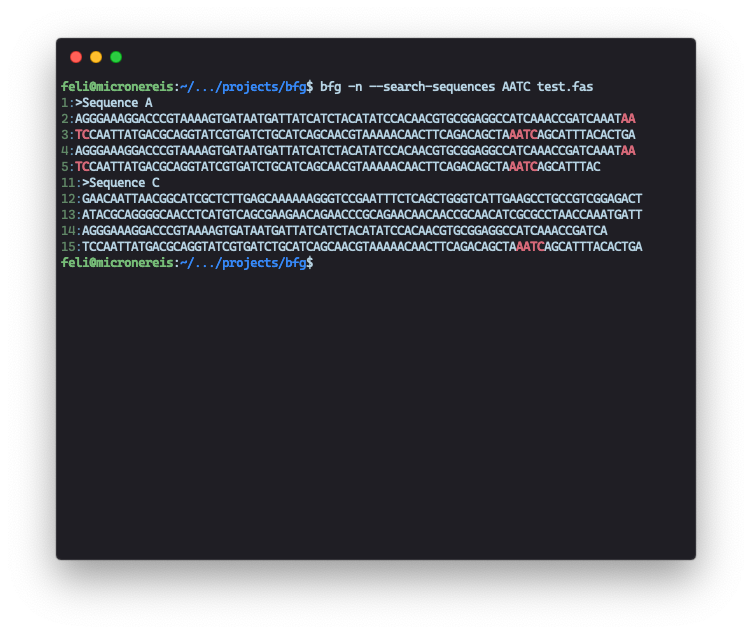 feli@micronereis:~/.../projects/bfg$ bfg -n --search-sequences AATC test.fas
1:>Sequence A
2:AGGGAAAGGACCCGTAAAAGTGATAATGATTATCATCTACATATCCACAACGTGCGGAGGCCATCAAACCGATCAAATAA
3:TCCAATTATGACGCAGGTATCGTGATCTGCATCAGCAACGTAAAAACAACTTCAGACAGCTAAATCAGCATTTACACTGA
4:AGGGAAAGGACCCGTAAAAGTGATAATGATTATCATCTACATATCCACAACGTGCGGAGGCCATCAAACCGATCAAATAA
5:TCCAATTATGACGCAGGTATCGTGATCTGCATCAGCAACGTAAAAACAACTTCAGACAGCTAAATCAGCATTTAC
11:>Sequence C
12:GAACAATTAACGGCATCGCTCTTGAGCAAAAAAGGGTCCGAATTTCTCAGCTGGGTCATTGAAGCCTGCCGTCGGAGACT
13:ATACGCAGGGGCAACCTCATGTCAGCGAAGAACAGAACCCGCAGAACAACAACCGCAACATCGCGCCTAACCAAATGATT
14:AGGGAAAGGACCCGTAAAAGTGATAATGATTATCATCTACATATCCACAACGTGCGGAGGCCATCAAACCGATCA
15:TCCAATTATGACGCAGGTATCGTGATCTGCATCAGCAACGTAAAAACAACTTCAGACAGCTAAATCAGCATTTACACTGA
feli@micronereis:~/.../projects/bfg$